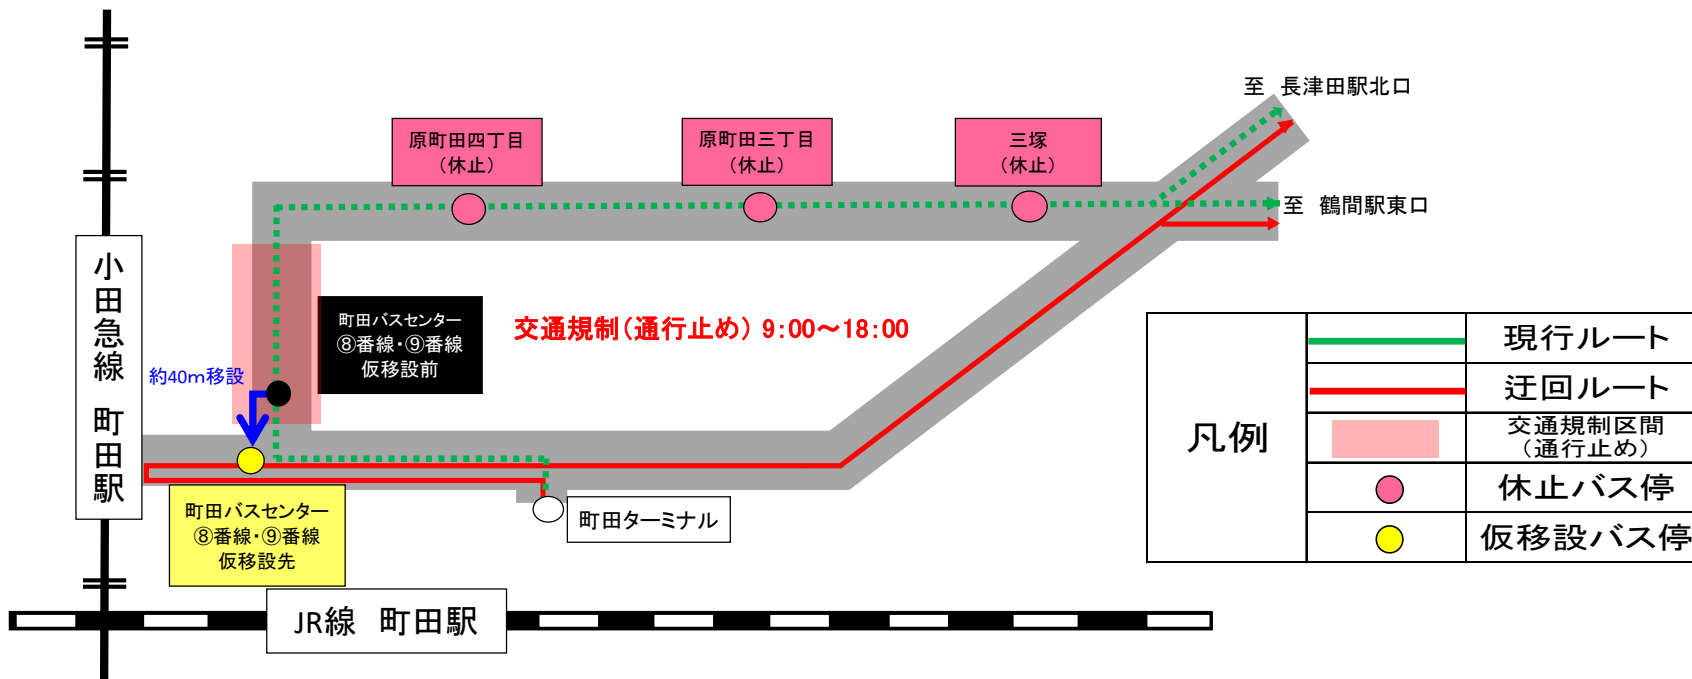 至 長津田駅北口
原町田四丁目
(休止)
原町田三丁目
(休止)
三塚
(休止)
至 鶴間駅東口
小田急線 町田駅
町田バスセンター
⑧番線・⑨番線
仮移設前
交通規制(通行止め) 9:00～18:00
約40m移設
町田バスセンター
⑧番線・⑨番線
仮移設先
町田ターミナル
JR線 町田駅
凡例
現行ルート
迂回ルート
交通規制区間
(通行止め)
休止バス停
仮移設バス停